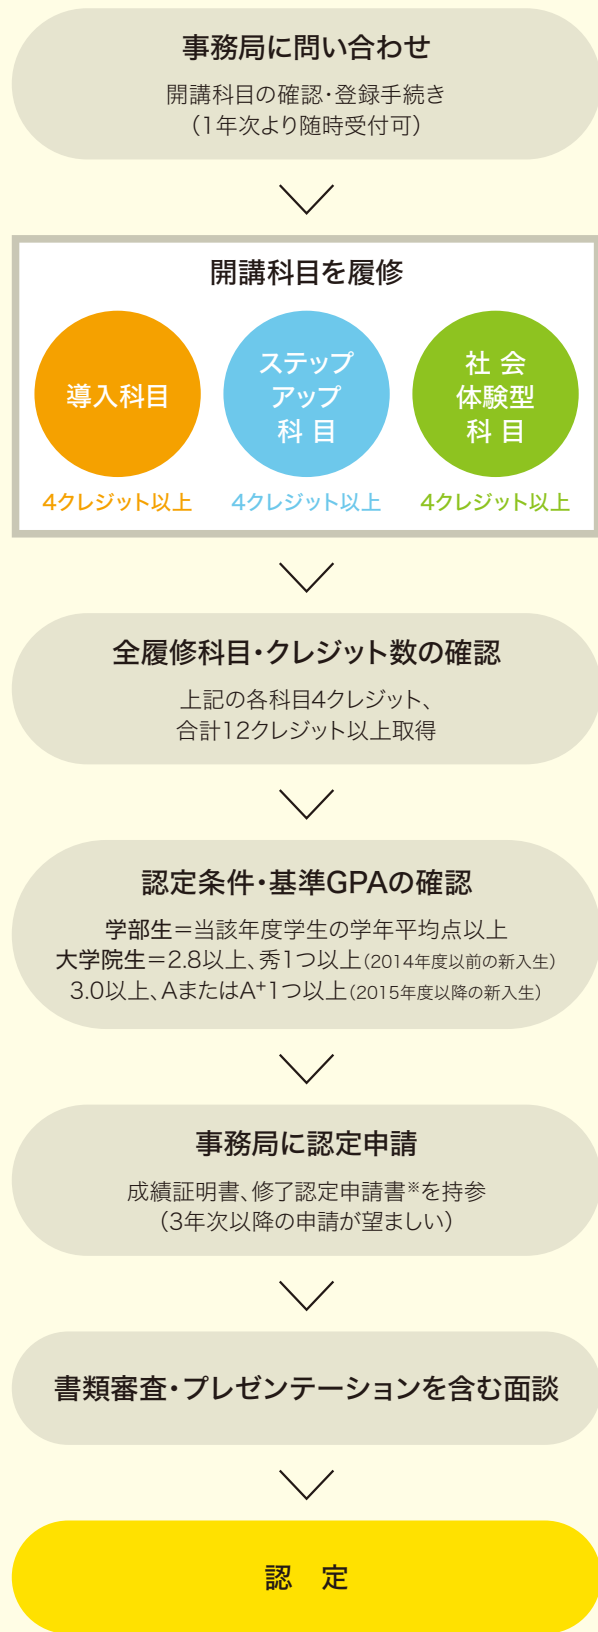 事務局に問い合わせ
開講科目の確認・登録手続き
（1年次より随時受付可）
開講科目を履修
導入科目
ステップ
アップ
科 目
社 会
体験型
科 目
4クレジット以上
4クレジット以上
4クレジット以上
全履修科目・クレジット数の確認
上記の各科目4クレジット、
合計12クレジット以上取得
認定条件・基準GPAの確認
学部生＝当該年度学生の学年平均点以上
大学院生＝2.8以上、秀1つ以上（2014年度以前の新入生）
3.0以上、AまたはA⁺1つ以上（2015年度以降の新入生）
事務局に認定申請
成績証明書、修了認定申請書※を持参
（3年次以降の申請が望ましい）
書類審査・プレゼンテーションを含む面談
認　定